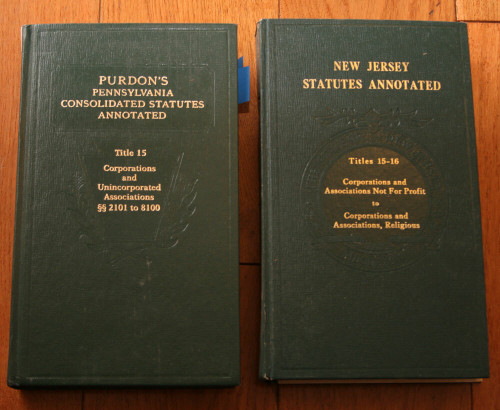 PURDON'S
PENNSYLVANIA
CONSOLIDATED STATUTES
ANNOTATED
Title 15
Corporations
and
Unincorporated
Associations
§§ 2101 to 8100
NEW JERSEY
STATUTES ANNOTATED
Titles 15-16
Corporations and
Associations Not For Profit
to
Corporations and
Associations, Religious